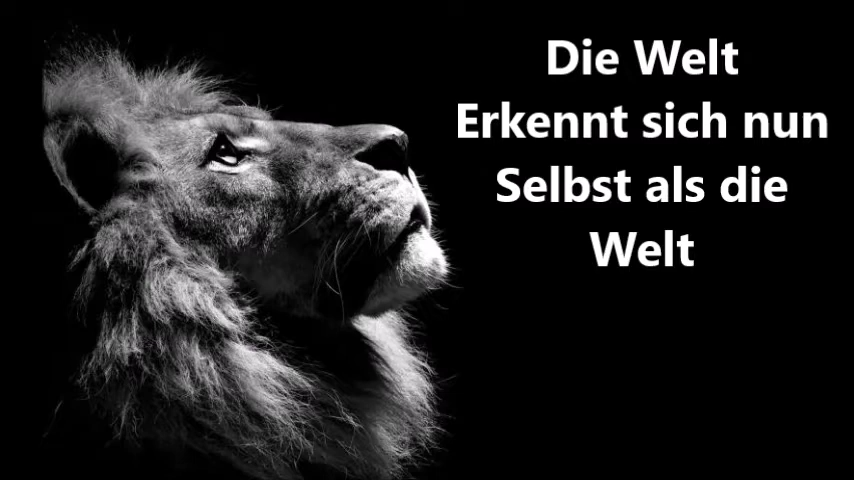 Die Welt
Erkennt sich nun
Selbst als die
Welt